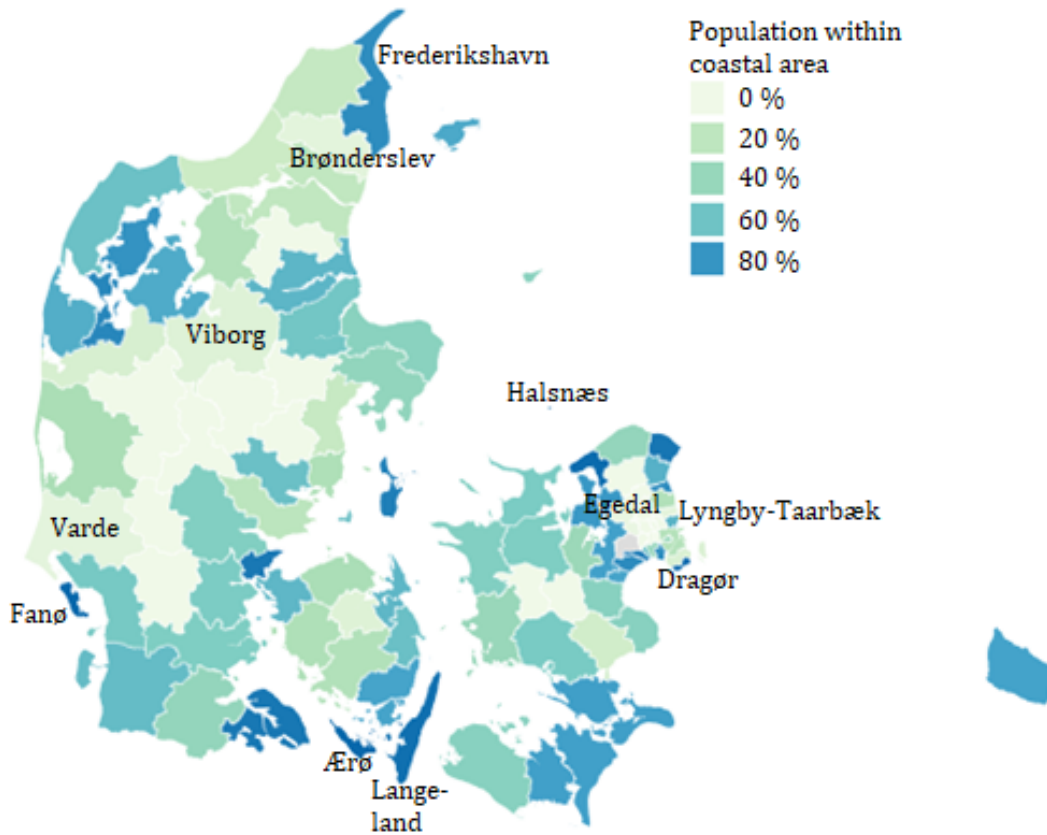 Population within
coastal area
0 %
20 %
40 %
60 %
80 %
Frederikshavn
Brønderslev
Viborg
Halsnæs
Egedal
Lyngby-Taarbæk
Varde
Dragør
Fanø
Ærø
Lange-
land